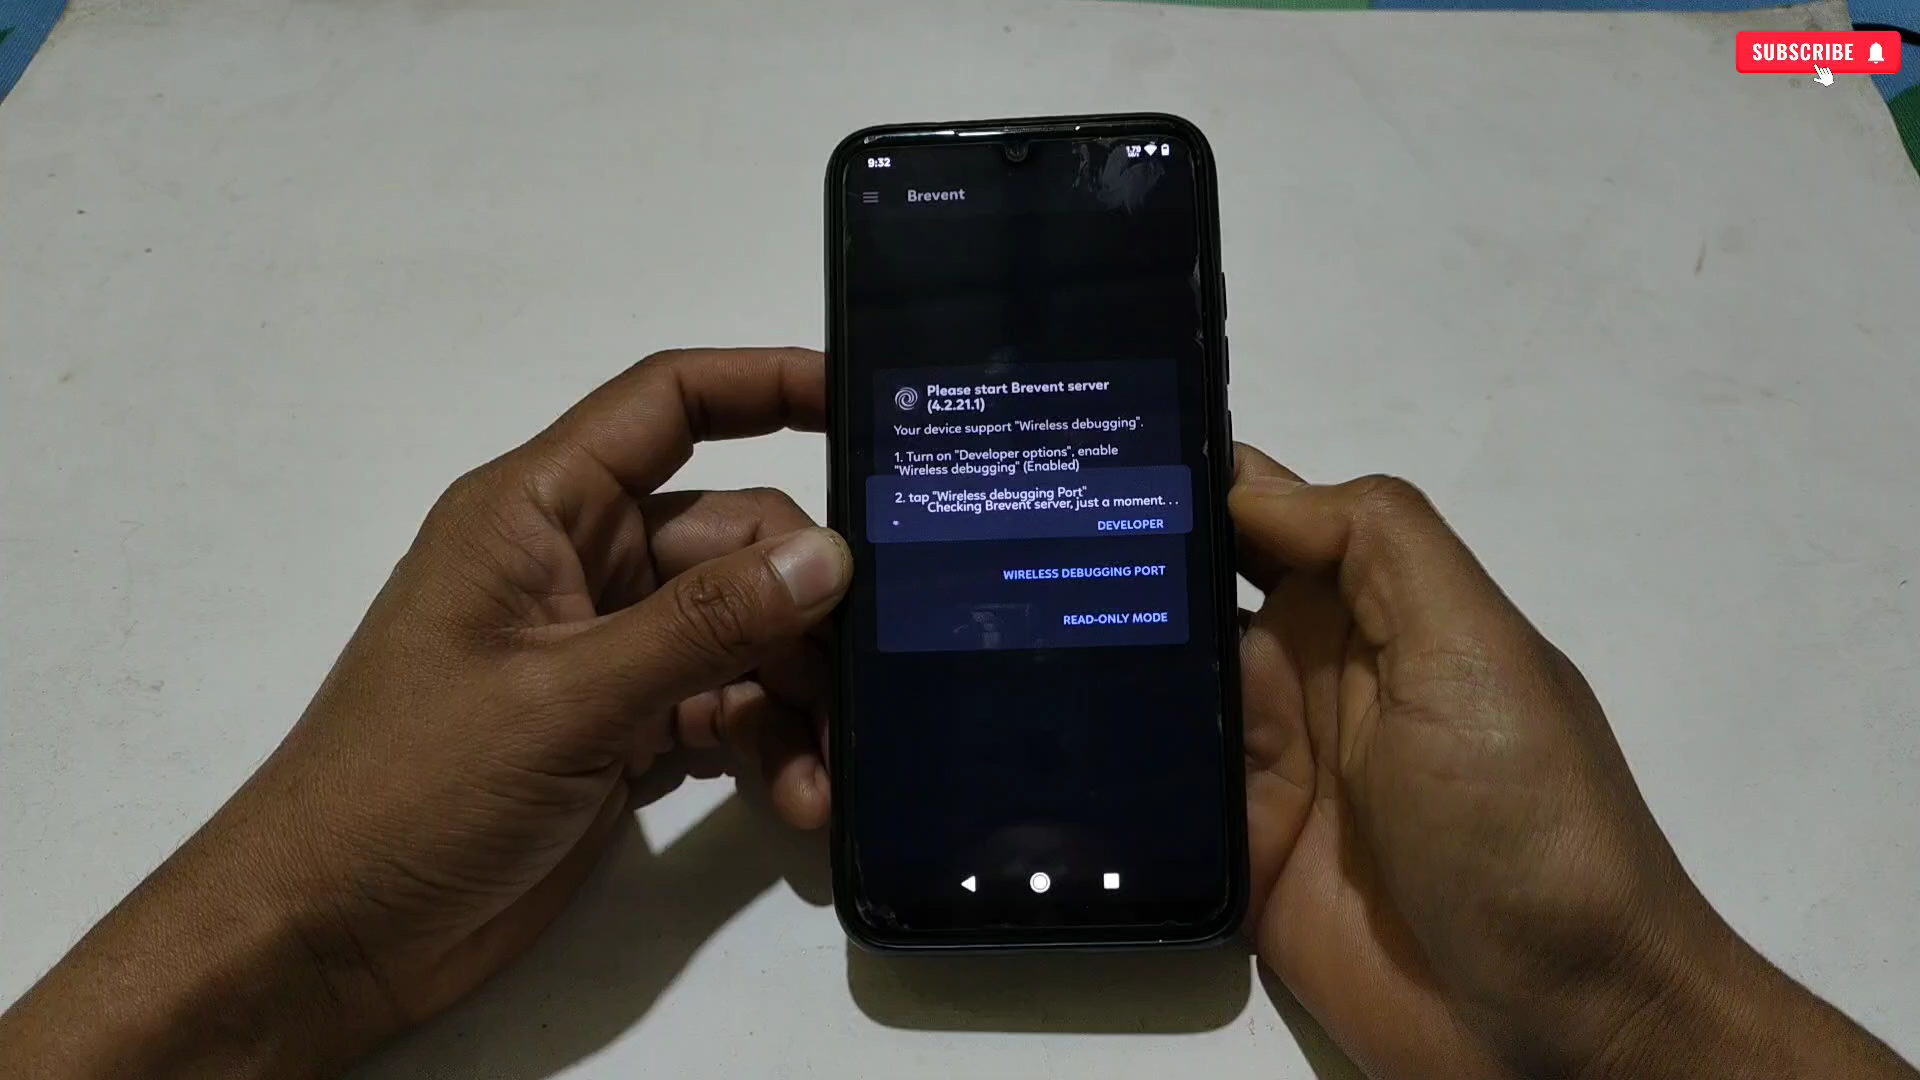 SUBSCRIBE
9:32
1.79
Brevent
Please start Brevent server
(4.2.21.1)
Your device support "Wireless debugging".
1. Turn on "Developer options", enable
"Wireless debugging" (Enabled)
2. tap "Wireless debugging Port"
Checking Brevent server, just a moment. . .
DEVELOPER
WIRELESS DEBUGGING PORT
READ-ONLY MODE